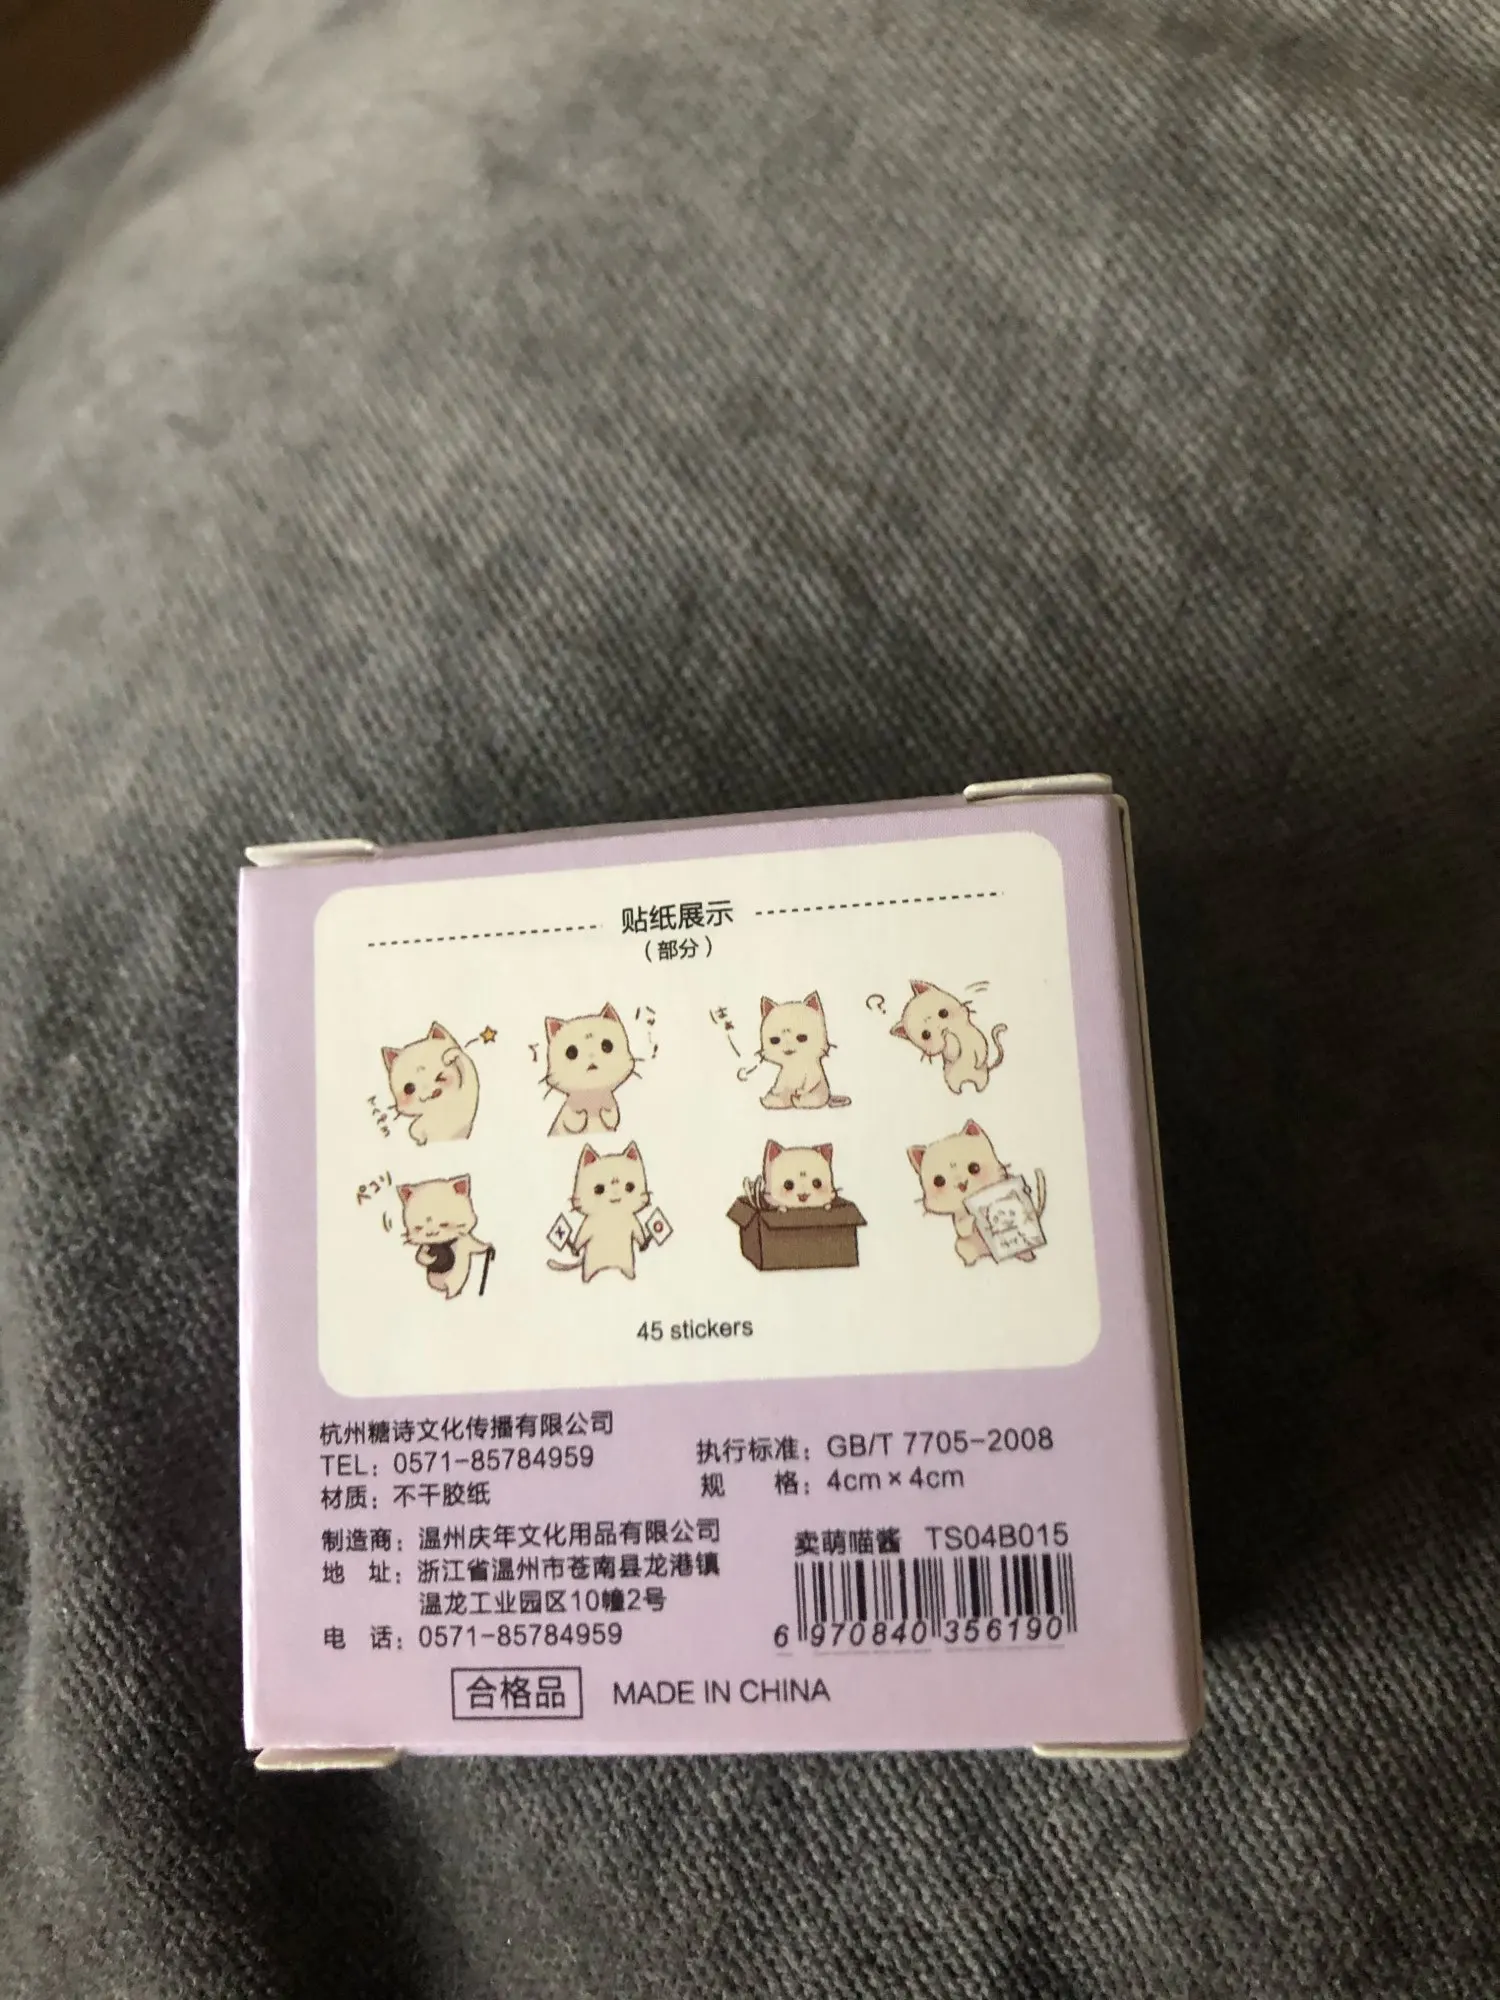 贴纸展示
（部分）
はぁ
?
ペコリ
45 stickers
杭州糖诗文化传播有限公司
TEL：0571-85784959
材质：不干胶纸
执行标准：GB/T 7705-2008
规 格：4cm×4cm
制造商：温州庆年文化用品有限公司
地 址：浙江省温州市苍南县龙港镇
温龙工业园区10幢2号
电 话：0571-85784959
卖萌喵酱 TS04B015
6 970840 356190
合格品 MADE IN CHINA